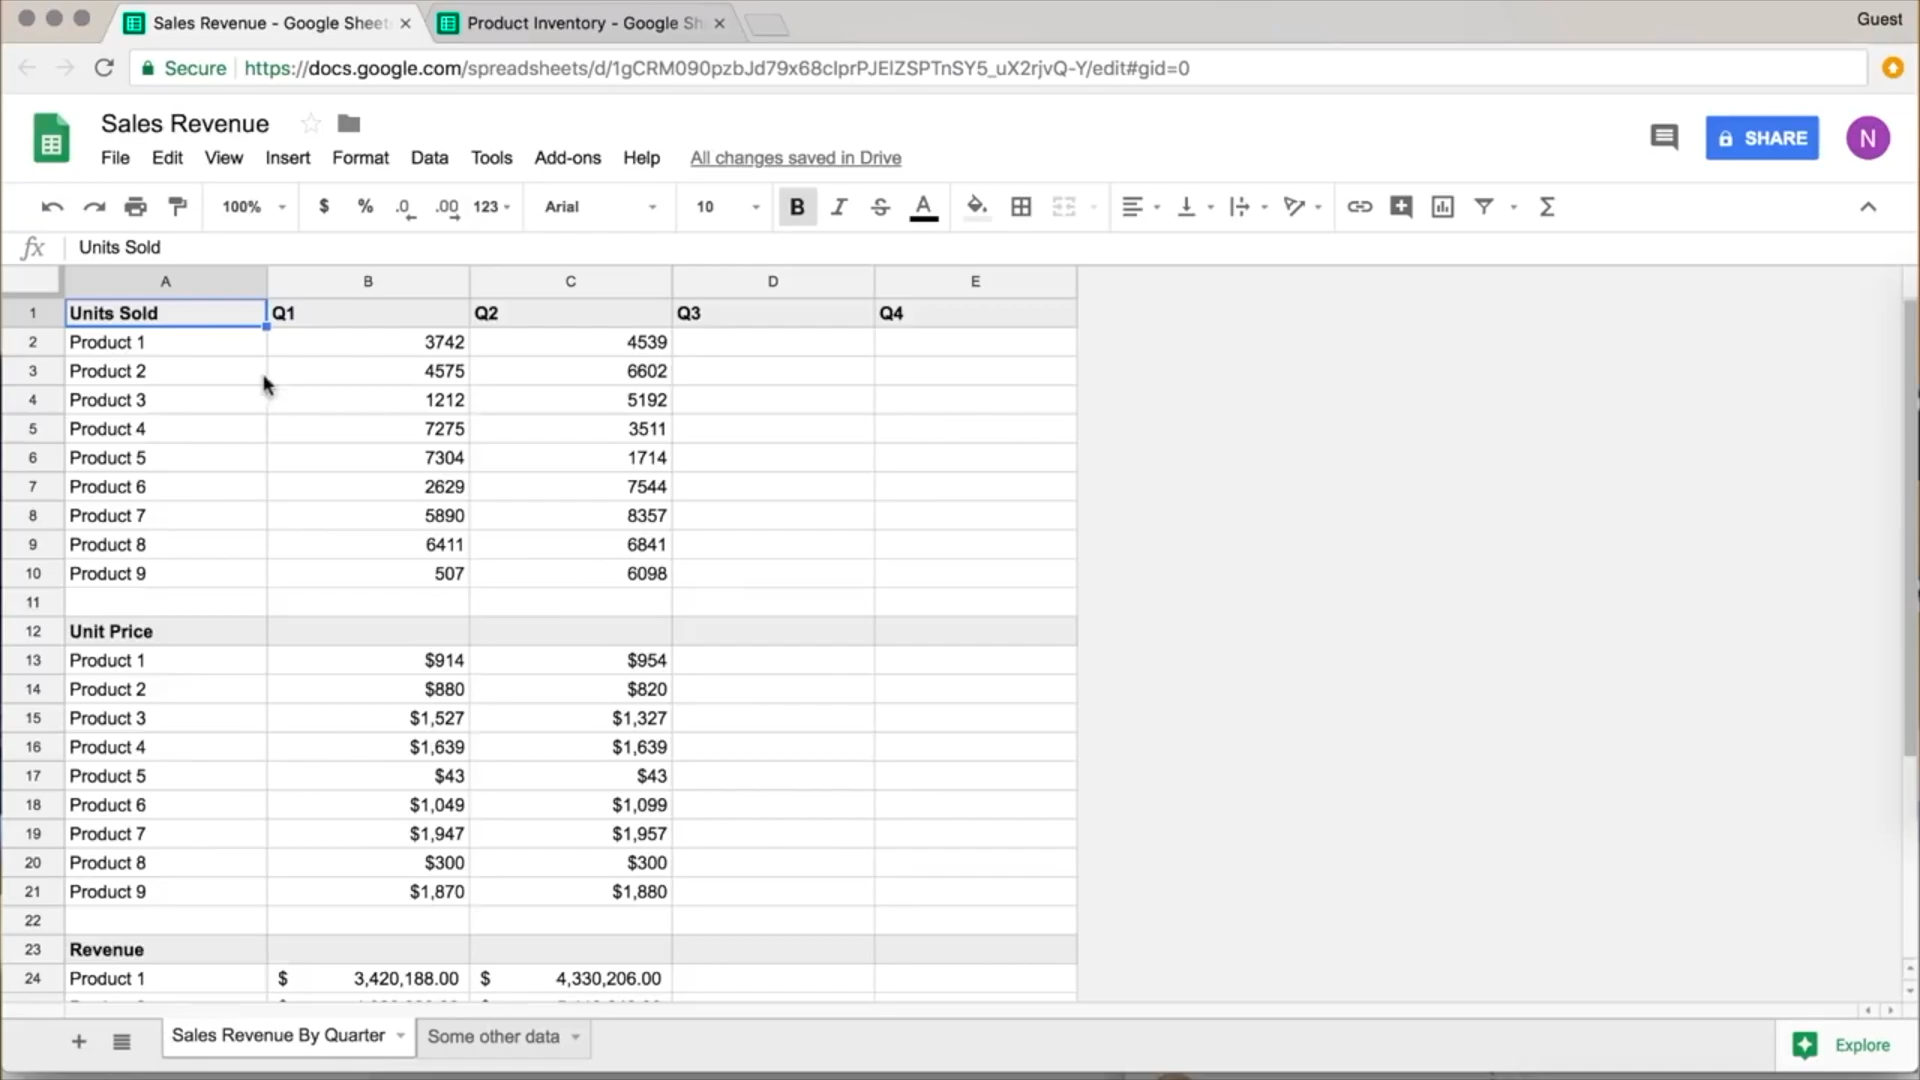 Sales Revenue - Google Sheet
Product Inventory - Google Sh
Guest
Secure
https://docs.google.com/spreadsheets/d/1gCRM090pzbJd79x68cIprPJEIZSPTnSY5_uX2rjvQ-Y/edit#gid=0
Sales Revenue
File Edit View Insert Format Data Tools Add-ons Help All changes saved in Drive
SHARE
N
100% $ % .0 .00 123 Arial 10 B I S A Σ
fx Units Sold
A B C D E
1 Units Sold Q1 Q2 Q3 Q4
2 Product 1 3742 4539
3 Product 2 4575 6602
4 Product 3 1212 5192
5 Product 4 7275 3511
6 Product 5 7304 1714
7 Product 6 2629 7544
8 Product 7 5890 8357
9 Product 8 6411 6841
10 Product 9 507 6098
11
12 Unit Price
13 Product 1 $914 $954
14 Product 2 $880 $820
15 Product 3 $1,527 $1,327
16 Product 4 $1,639 $1,639
17 Product 5 $43 $43
18 Product 6 $1,049 $1,099
19 Product 7 $1,947 $1,957
20 Product 8 $300 $300
21 Product 9 $1,870 $1,880
22
23 Revenue
24 Product 1 $ 3,420,188.00 $ 4,330,206.00
Sales Revenue By Quarter
Some other data
Explore